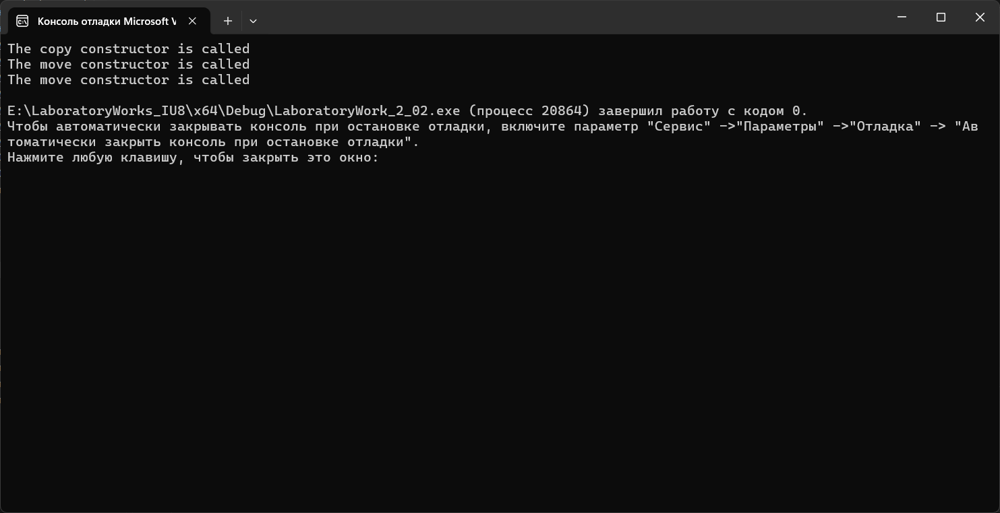 Консоль отладки Microsoft V
The copy constructor is called
The move constructor is called
The move constructor is called
E:\LaboratoryWorks_IU8\x64\Debug\LaboratoryWork_2_02.exe (процесс 20864) завершил работу с кодом 0.
Чтобы автоматически закрывать консоль при остановке отладки, включите параметр "Сервис" ->"Параметры" ->"Отладка" -> "Ав
томатически закрыть консоль при остановке отладки".
Нажмите любую клавишу, чтобы закрыть это окно: